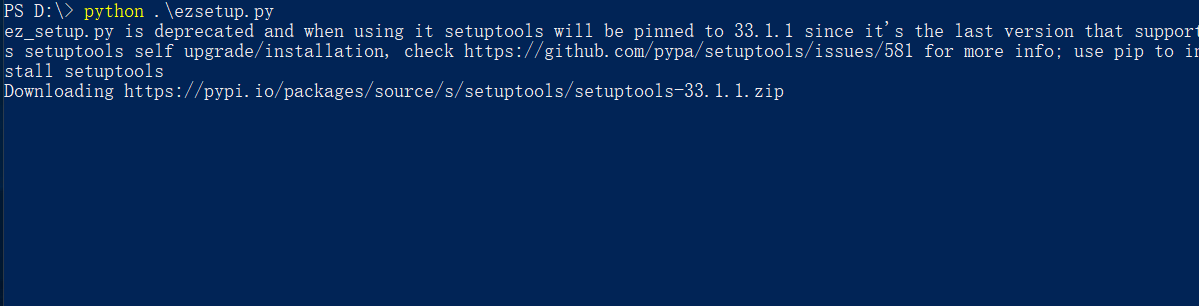 PS D:\> python .\ezsetup.py
ez_setup.py is deprecated and when using it setuptools will be pinned to 33.1.1 since it's the last version that support
s setuptools self upgrade/installation, check https://github.com/pypa/setuptools/issues/581 for more info; use pip to in
stall setuptools
Downloading https://pypi.io/packages/source/s/setuptools/setuptools-33.1.1.zip